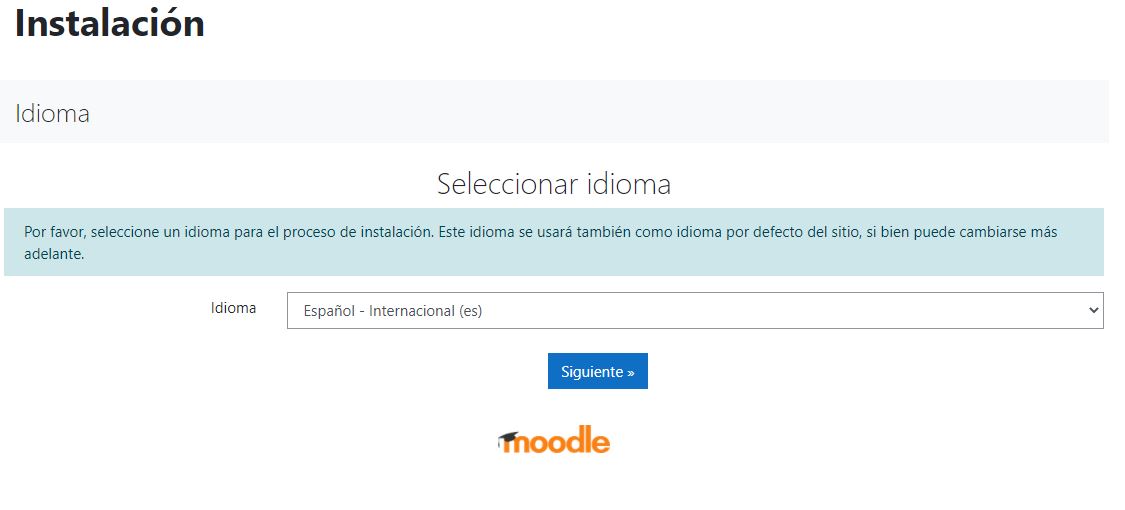 Instalación
Idioma
Seleccionar idioma
Por favor, seleccione un idioma para el proceso de instalación. Este idioma se usará también como idioma por defecto del sitio, si bien puede cambiarse más
adelante.
Idioma
Español - Internacional (es)
Siguiente »
moodle